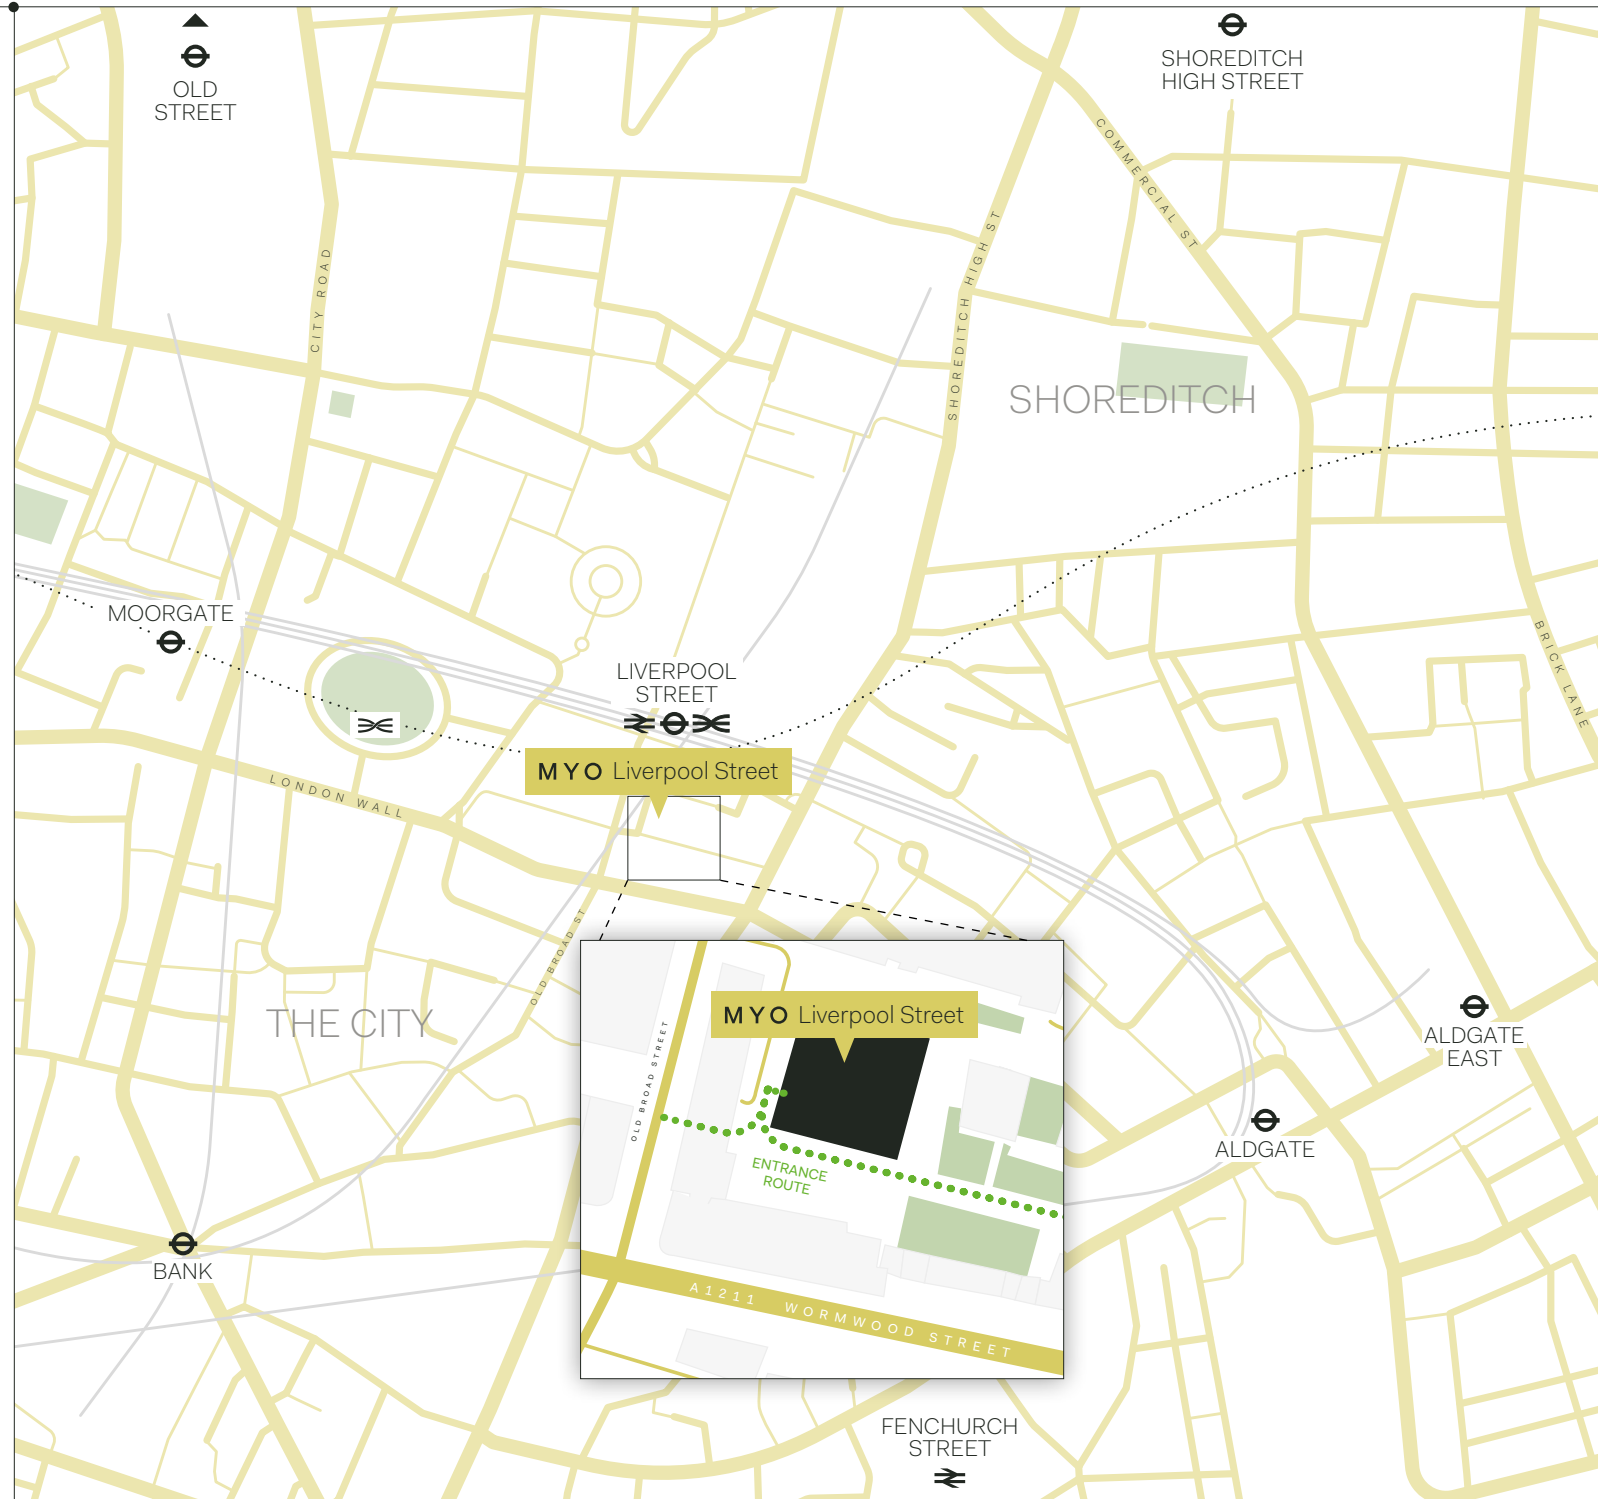 OLD
STREET
SHOREDITCH
HIGH STREET
COMMERCIAL ST
CITY ROAD
SHOREDITCH HIGH ST
SHOREDITCH
MOORGATE
BRICK LANE
LIVERPOOL
STREET
MYO Liverpool Street
LONDON WALL
OLD BROAD ST
THE CITY
MYO Liverpool Street
OLD BROAD STREET
ENTRANCE
ROUTE
A1211 WORMWOOD STREET
ALDGATE
EAST
ALDGATE
BANK
FENCHURCH
STREET